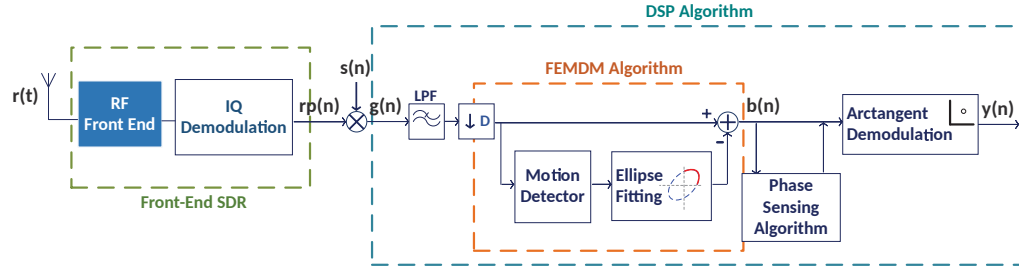 DSP Algorithm
FEMDM Algorithm
s(n)
r(t)
RF
Front End
IQ
Demodulation
rp(n)
g(n)
LPF
↓ D
+
-
b(n)
Arctangent
Demodulation
y(n)
Motion
Detector
Ellipse
Fitting
Phase
Sensing
Algorithm
Front-End SDR